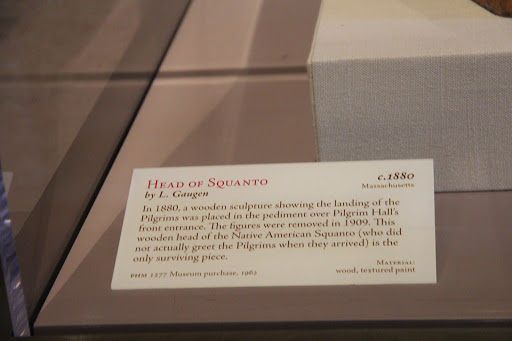 HEAD OF SQUANTO c.1880
by L. Gaugen Massachusetts
In 1880, a wooden sculpture showing the landing of the
Pilgrims was placed in the pediment over Pilgrim Hall's
front entrance. The figures were removed in 1909. This
wooden head of the Native American Squanto (who did
not actually greet the Pilgrims when they arrived) is the
only surviving piece.
MATERIAL:
PHM 1277 Museum purchase, 1962 wood, textured paint